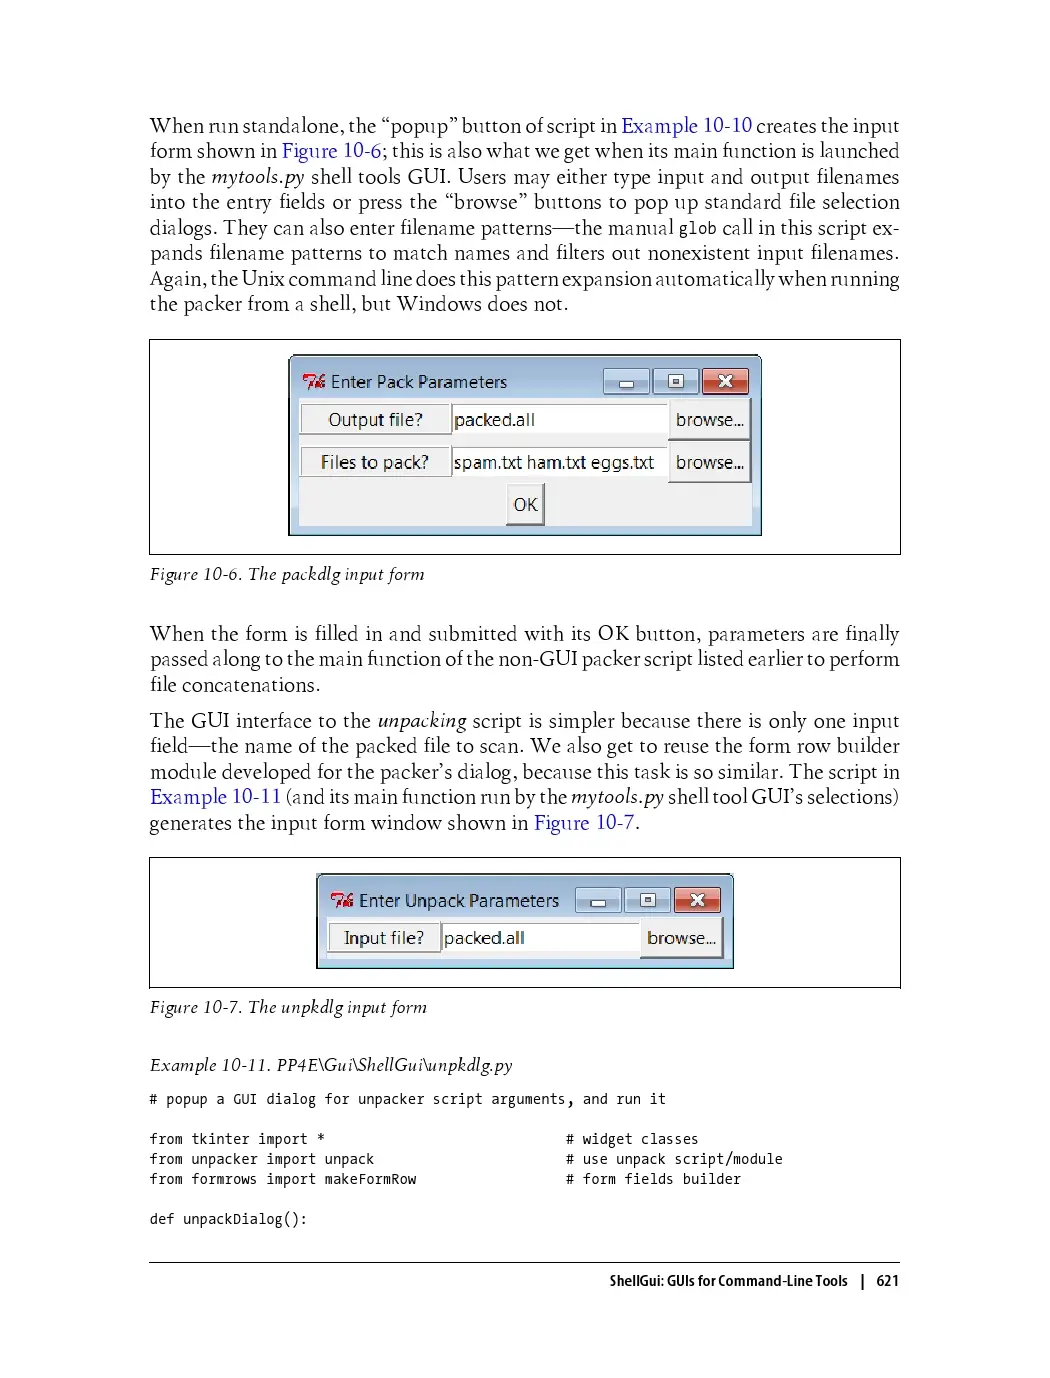 When run standalone, the “popup” button of script in Example 10-10 creates the input
form shown in Figure 10-6; this is also what we get when its main function is launched
by the mytools.py shell tools GUI. Users may either type input and output filenames
into the entry fields or press the “browse” buttons to pop up standard file selection
dialogs. They can also enter filename patterns—the manual glob call in this script ex-
pands filename patterns to match names and filters out nonexistent input filenames.
Again, the Unix command line does this pattern expansion automatically when running
the packer from a shell, but Windows does not.
Enter Pack Parameters
Output file? packed.all browse...
Files to pack? spam.txt ham.txt eggs.txt browse...
OK
Figure 10-6. The packdlg input form
When the form is filled in and submitted with its OK button, parameters are finally
passed along to the main function of the non-GUI packer script listed earlier to perform
file concatenations.
The GUI interface to the unpacking script is simpler because there is only one input
field—the name of the packed file to scan. We also get to reuse the form row builder
module developed for the packer’s dialog, because this task is so similar. The script in
Example 10-11 (and its main function run by the mytools.py shell tool GUI’s selections)
generates the input form window shown in Figure 10-7.
Enter Unpack Parameters
Input file? packed.all browse...
Figure 10-7. The unpkdlg input form
Example 10-11. PP4E\Gui\ShellGui\unpkdlg.py
# popup a GUI dialog for unpacker script arguments, and run it
from tkinter import * # widget classes
from unpacker import unpack # use unpack script/module
from formrows import makeFormRow # form fields builder
def unpackDialog():
ShellGui: GUIs for Command-Line Tools | 621